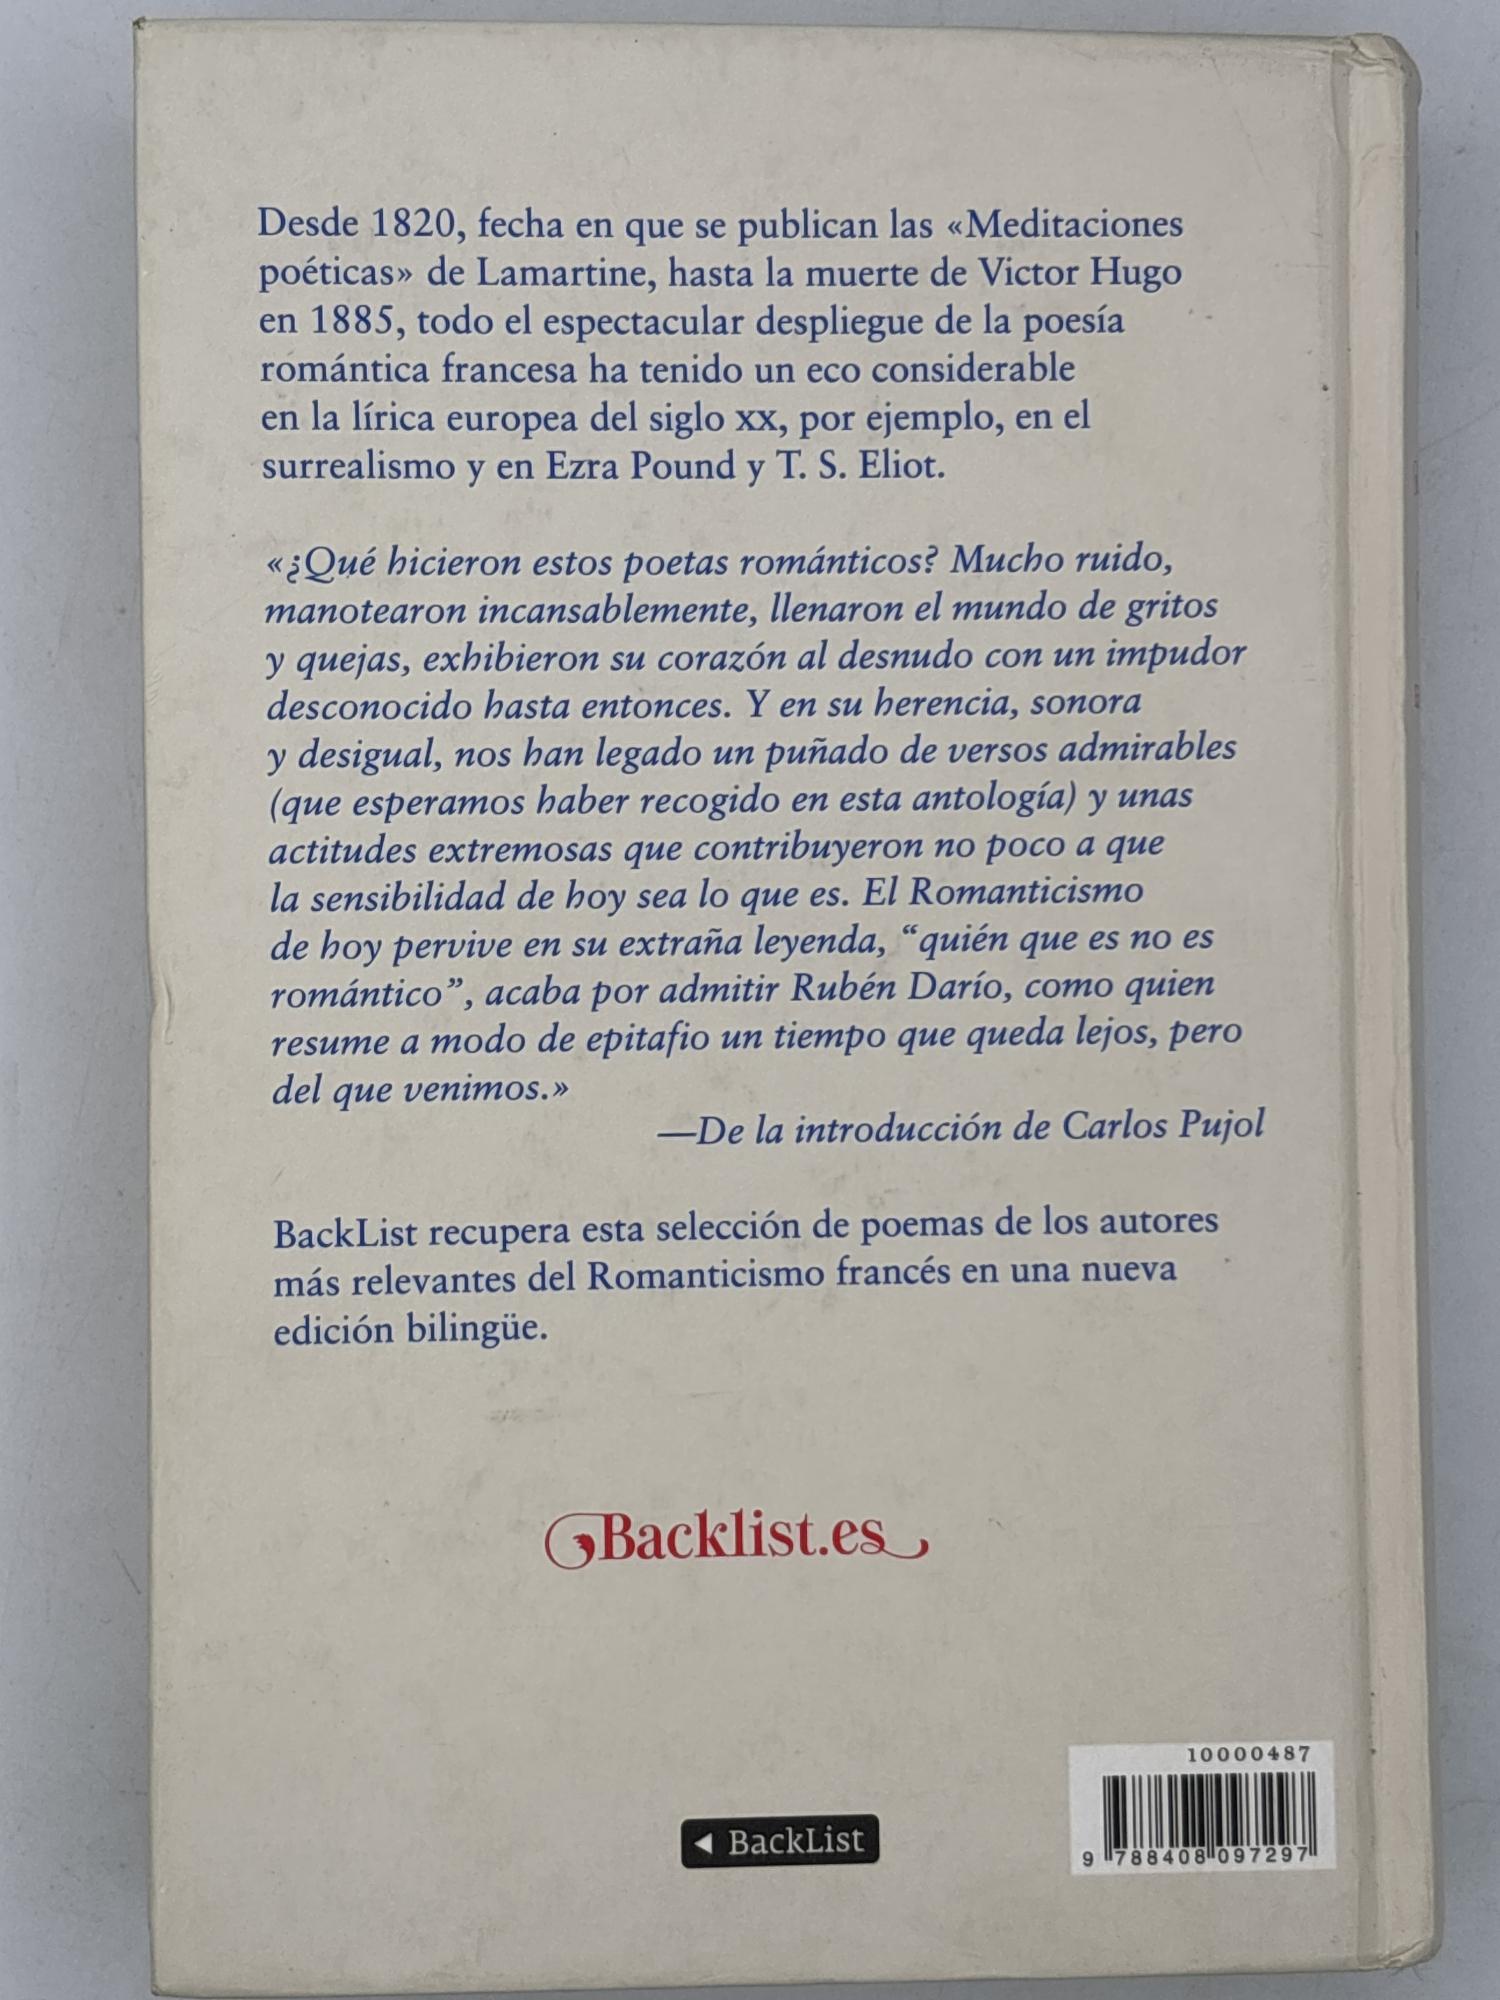 Desde 1820, fecha en que se publican las «Meditaciones
poéticas» de Lamartine, hasta la muerte de Victor Hugo
en 1885, todo el espectacular despliegue de la poesía
romántica francesa ha tenido un eco considerable
en la lírica europea del siglo XX, por ejemplo, en el
surrealismo y en Ezra Pound y T. S. Eliot.
«¿Qué hicieron estos poetas románticos? Mucho ruido,
manotearon incansablemente, llenaron el mundo de gritos
y quejas, exhibieron su corazón al desnudo con un impudor
desconocido hasta entonces. Y en su herencia, sonora
y desigual, nos han legado un puñado de versos admirables
(que esperamos haber recogido en esta antología) y unas
actitudes extremosas que contribuyeron no poco a que
la sensibilidad de hoy sea lo que es. El Romanticismo
de hoy pervive en su extraña leyenda, “quién que es no es
romántico”, acaba por admitir Rubén Darío, como quien
resume a modo de epitafio un tiempo que queda lejos, pero
del que venimos.»
—De la introducción de Carlos Pujol
BackList recupera esta selección de poemas de los autores
más relevantes del Romanticismo francés en una nueva
edición bilingüe.
Backlist.es
BackList
10000487
9 788408 097297